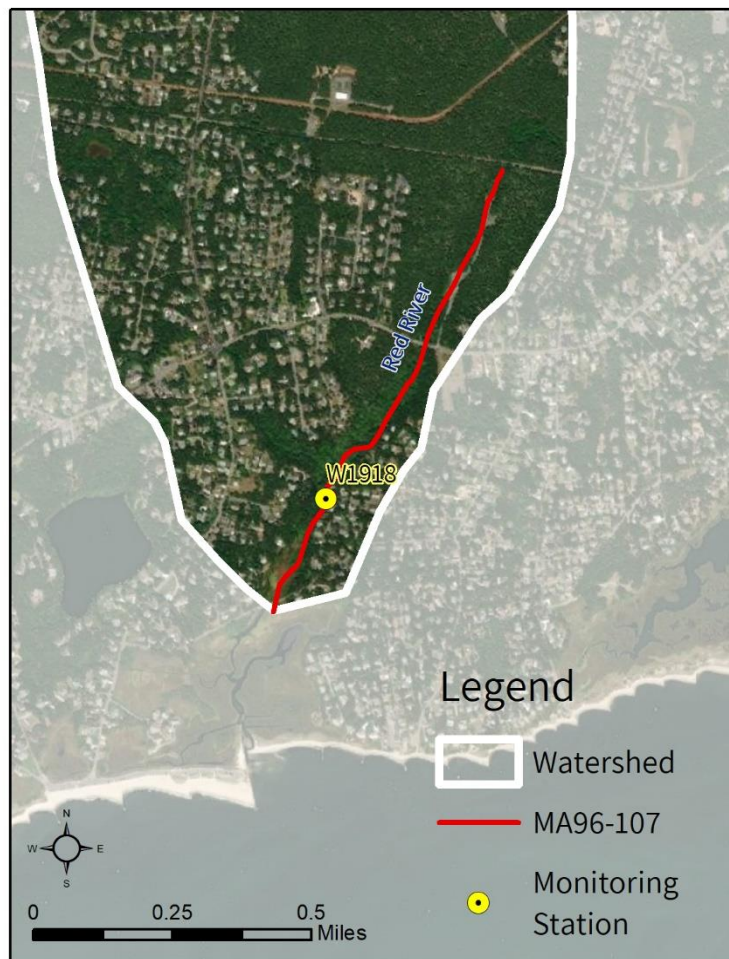 Red River
W1918
Legend
Watershed
MA96-107
Monitoring
Station
N
W E
S
0 0.25 0.5
Miles